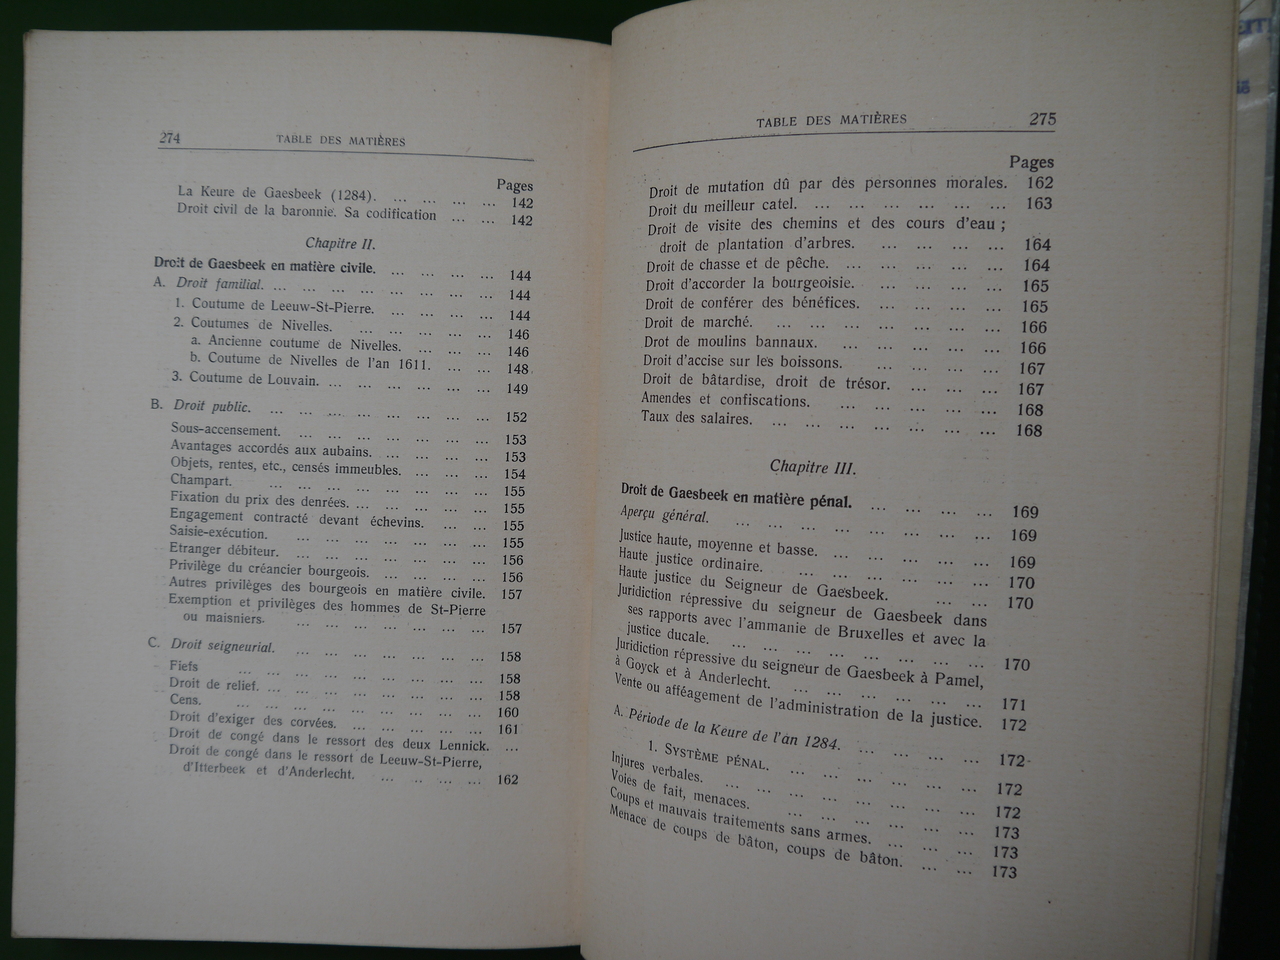 274 TABLE DES MATIÈRES
Pages
La Keure de Gaesbeek (1284). ... ... ... ... 142
Droit civil de la baronnie. Sa codification ... ... 142
Chapitre II.
Droit de Gaesbeek en matière civile. ... ... ... ... 144
A. Droit familial. ... ... ... ... ... ... ... ... 144
1. Coutume de Leeuw-St-Pierre. ... ... ... ... 144
2. Coutumes de Nivelles. ... ... ... ... ... 146
a. Ancienne coutume de Nivelles. ... ... ... 146
b. Coutume de Nivelles de l'an 1611. ... ... 148
3. Coutume de Louvain. ... ... ... ... ... ... 149
B. Droit public. ... ... ... ... ... ... ... ... 152
Sous-accensement. ... ... ... ... ... ... ... 153
Avantages accordés aux aubains. ... ... ... ... 153
Objets, rentes, etc., censés immeubles. ... ... ... 154
Champart. ... ... ... ... ... ... ... ... 155
Fixation du prix des denrées. ... ... ... ... ... 155
Engagement contracté devant échevins. ... ... ... 155
Saisie-exécution. ... ... ... ... ... ... ... 155
Etranger débiteur. ... ... ... ... ... ... ... 156
Privilège du créancier bourgeois. ... ... ... ... 156
Autres privilèges des bourgeois en matière civile. 157
Exemption et privilèges des hommes de St-Pierre
ou maisniers. ... ... ... ... ... ... 157
C. Droit seigneurial. ... ... ... ... ... ... ... 158
Fiefs ... ... ... ... ... ... ... ... 158
Droit de relief. ... ... ... ... ... ... ... 158
Cens. ... ... ... ... ... ... ... ... 160
Droit d'exiger des corvées. ... ... ... ... ... 161
Droit de congé dans le ressort des deux Lennick. ...
Droit de congé dans le ressort de Leeuw-St-Pierre,
d'Itterbeek et d'Anderlecht. ... ... ... ... 162
TABLE DES MATIÈRES 275
Pages
Droit de mutation dû par des personnes morales. 162
Droit du meilleur catel. ... ... ... ... ... ... ... 163
Droit de visite des chemins et des cours d'eau ;
droit de plantation d'arbres. ... ... ... ... 164
Droit de chasse et de pêche. ... ... ... ... ... 164
Droit d'accorder la bourgeoisie. ... ... ... ... 165
Droit de conférer des bénéfices. ... ... ... ... 165
Droit de marché. ... ... ... ... ... ... ... 166
Drot de moulins bannaux. ... ... ... ... ... 166
Droit d'accise sur les boissons. ... ... ... ... 167
Droit de bâtardise, droit de trésor. ... ... ... 167
Amendes et confiscations. ... ... ... ... ... 168
Taux des salaires. ... ... ... ... ... ... ... 168
Chapitre III.
Droit de Gaesbeek en matière pénal. ... ... ... ... 169
Aperçu général. ... ... ... ... ... ... ... ... 169
Justice haute, moyenne et basse. ... ... ... ... ... 169
Haute justice ordinaire. ... ... ... ... ... ... 170
Haute justice du Seigneur de Gaesbeek. ... ... ... 170
Juridiction répressive du seigneur de Gaesbeek dans
ses rapports avec l'ammanie de Bruxelles et avec la
justice ducale. ... ... ... ... ... ... ... ... 170
Juridiction répressive du seigneur de Gaesbeek à Pamel,
à Goyck et à Anderlecht. ... ... ... ... ... ... 171
Vente ou afféagement de l'administration de la justice. 172
A. Période de la Keure de l'an 1284. ... ... ... ... 172
1. SYSTÈME PÉNAL. ... ... ... ... ... ... 172
Injures verbales. ... ... ... ... ... ... ... 172
Voies de fait, menaces. ... ... ... ... ... ... 173
Coups et mauvais traitements sans armes. ... ... ... 173
Menace de coups de bâton, coups de bâton. ... ... 173